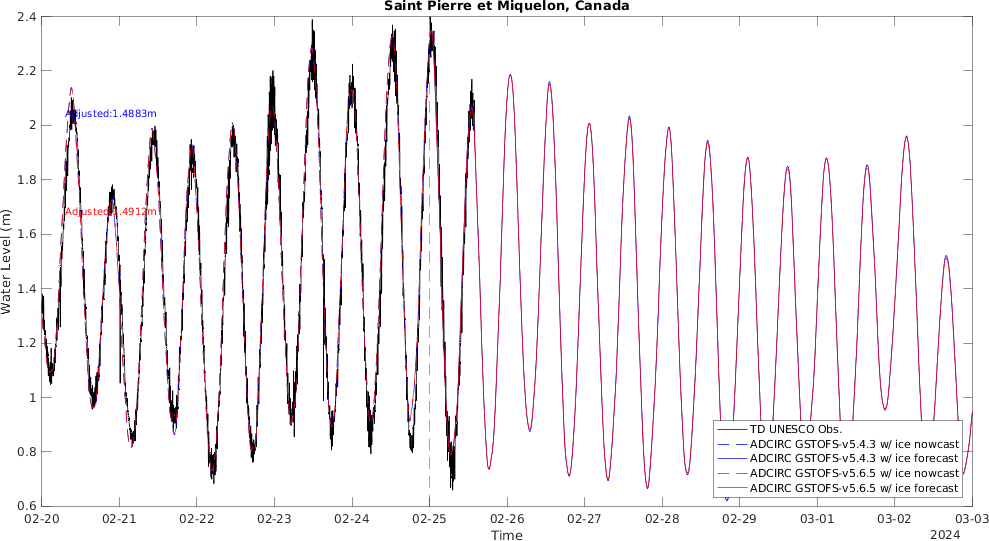 Saint Pierre et Miquelon, Canada
2.4
2.2
2
1.8
1.6
1.4
1.2
1
0.8
0.6
Water Level (m)
Adjusted:1.4883m
Adjusted:1.4912m
TD UNESCO Obs.
ADCIRC GSTOFS-v5.4.3 w/ ice nowcast
ADCIRC GSTOFS-v5.4.3 w/ ice forecast
ADCIRC GSTOFS-v5.6.5 w/ ice nowcast
ADCIRC GSTOFS-v5.6.5 w/ ice forecast
02-20 02-21 02-22 02-23 02-24 02-25 02-26 02-27 02-28 02-29 03-01 03-02 03-03
Time
2024